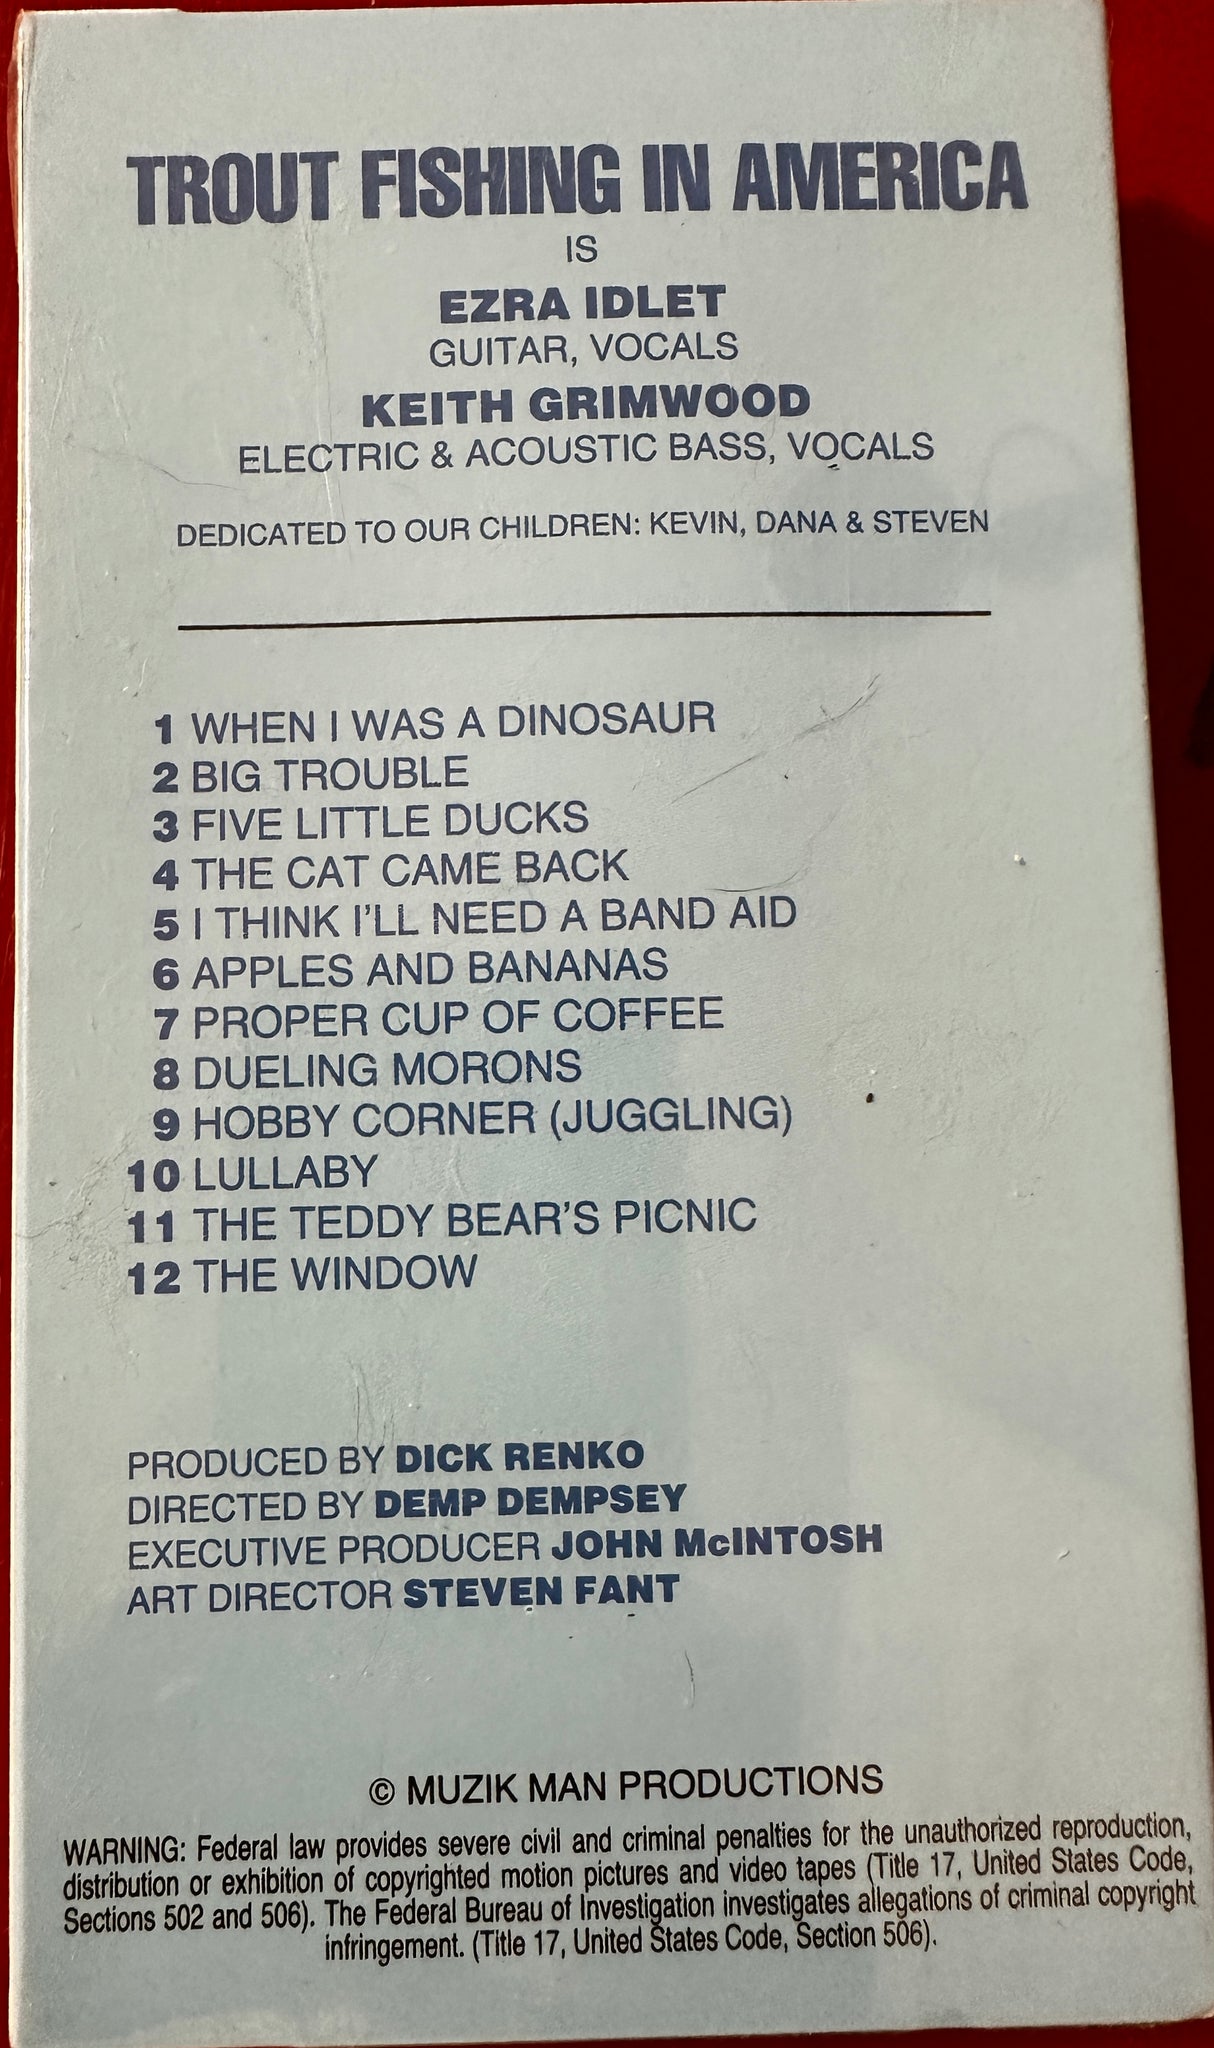 TROUT FISHING IN AMERICA
IS
EZRA IDLET
GUITAR, VOCALS
KEITH GRIMWOOD
ELECTRIC & ACOUSTIC BASS, VOCALS
DEDICATED TO OUR CHILDREN: KEVIN, DANA & STEVEN
1 WHEN I WAS A DINOSAUR
2 BIG TROUBLE
3 FIVE LITTLE DUCKS
4 THE CAT CAME BACK
5 I THINK I'LL NEED A BAND AID
6 APPLES AND BANANAS
7 PROPER CUP OF COFFEE
8 DUELING MORONS
9 HOBBY CORNER (JUGGLING)
10 LULLABY
11 THE TEDDY BEAR'S PICNIC
12 THE WINDOW
PRODUCED BY DICK RENKO
DIRECTED BY DEMP DEMPSEY
EXECUTIVE PRODUCER JOHN McINTOSH
ART DIRECTOR STEVEN FANT
© MUZIK MAN PRODUCTIONS
WARNING: Federal law provides severe civil and criminal penalties for the unauthorized reproduction,
distribution or exhibition of copyrighted motion pictures and video tapes (Title 17, United States Code,
Sections 502 and 506). The Federal Bureau of Investigation investigates allegations of criminal copyright
infringement. (Title 17, United States Code, Section 506).